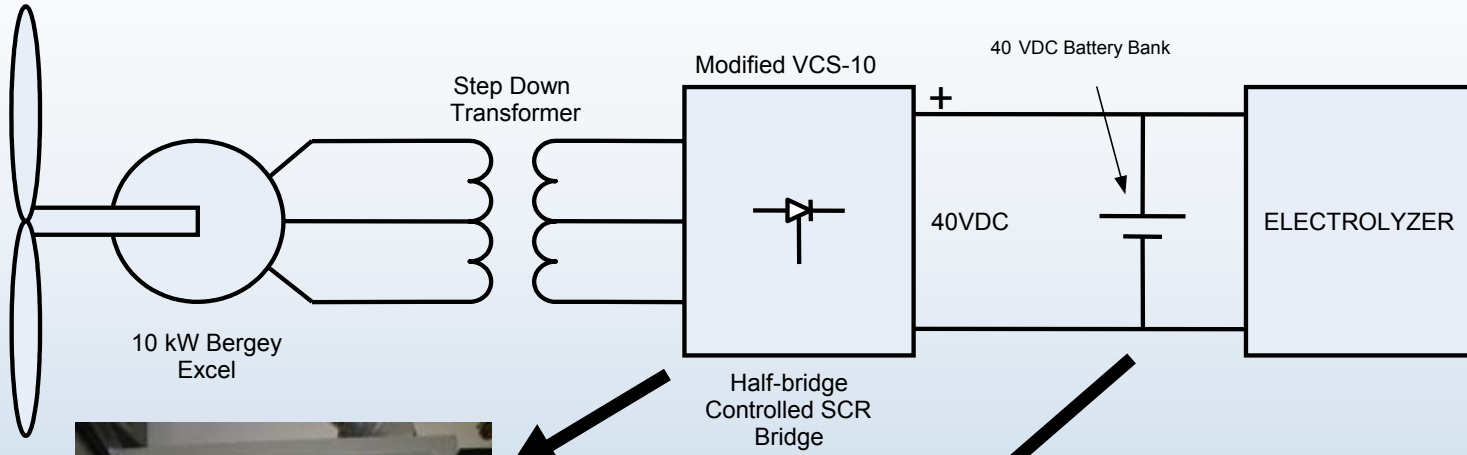 40 VDC Battery Bank
Modified VCS-10
Step Down
Transformer
+
40VDC
ELECTROLYZER
10 kW Bergey
Excel
Half-bridge
Controlled SCR
Bridge